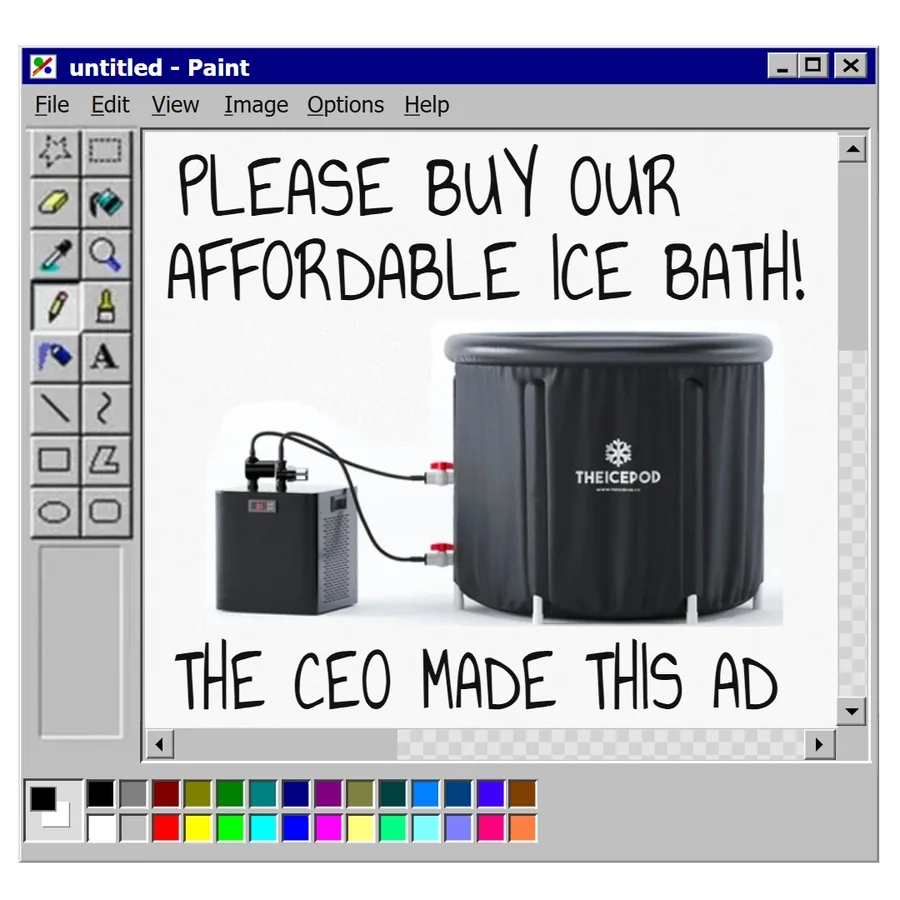 untitled - Paint
File Edit View Image Options Help
A
PLEASE BUY OUR
AFFORDABLE ICE BATH!
THEICEPOD
THE CEO MADE THIS AD